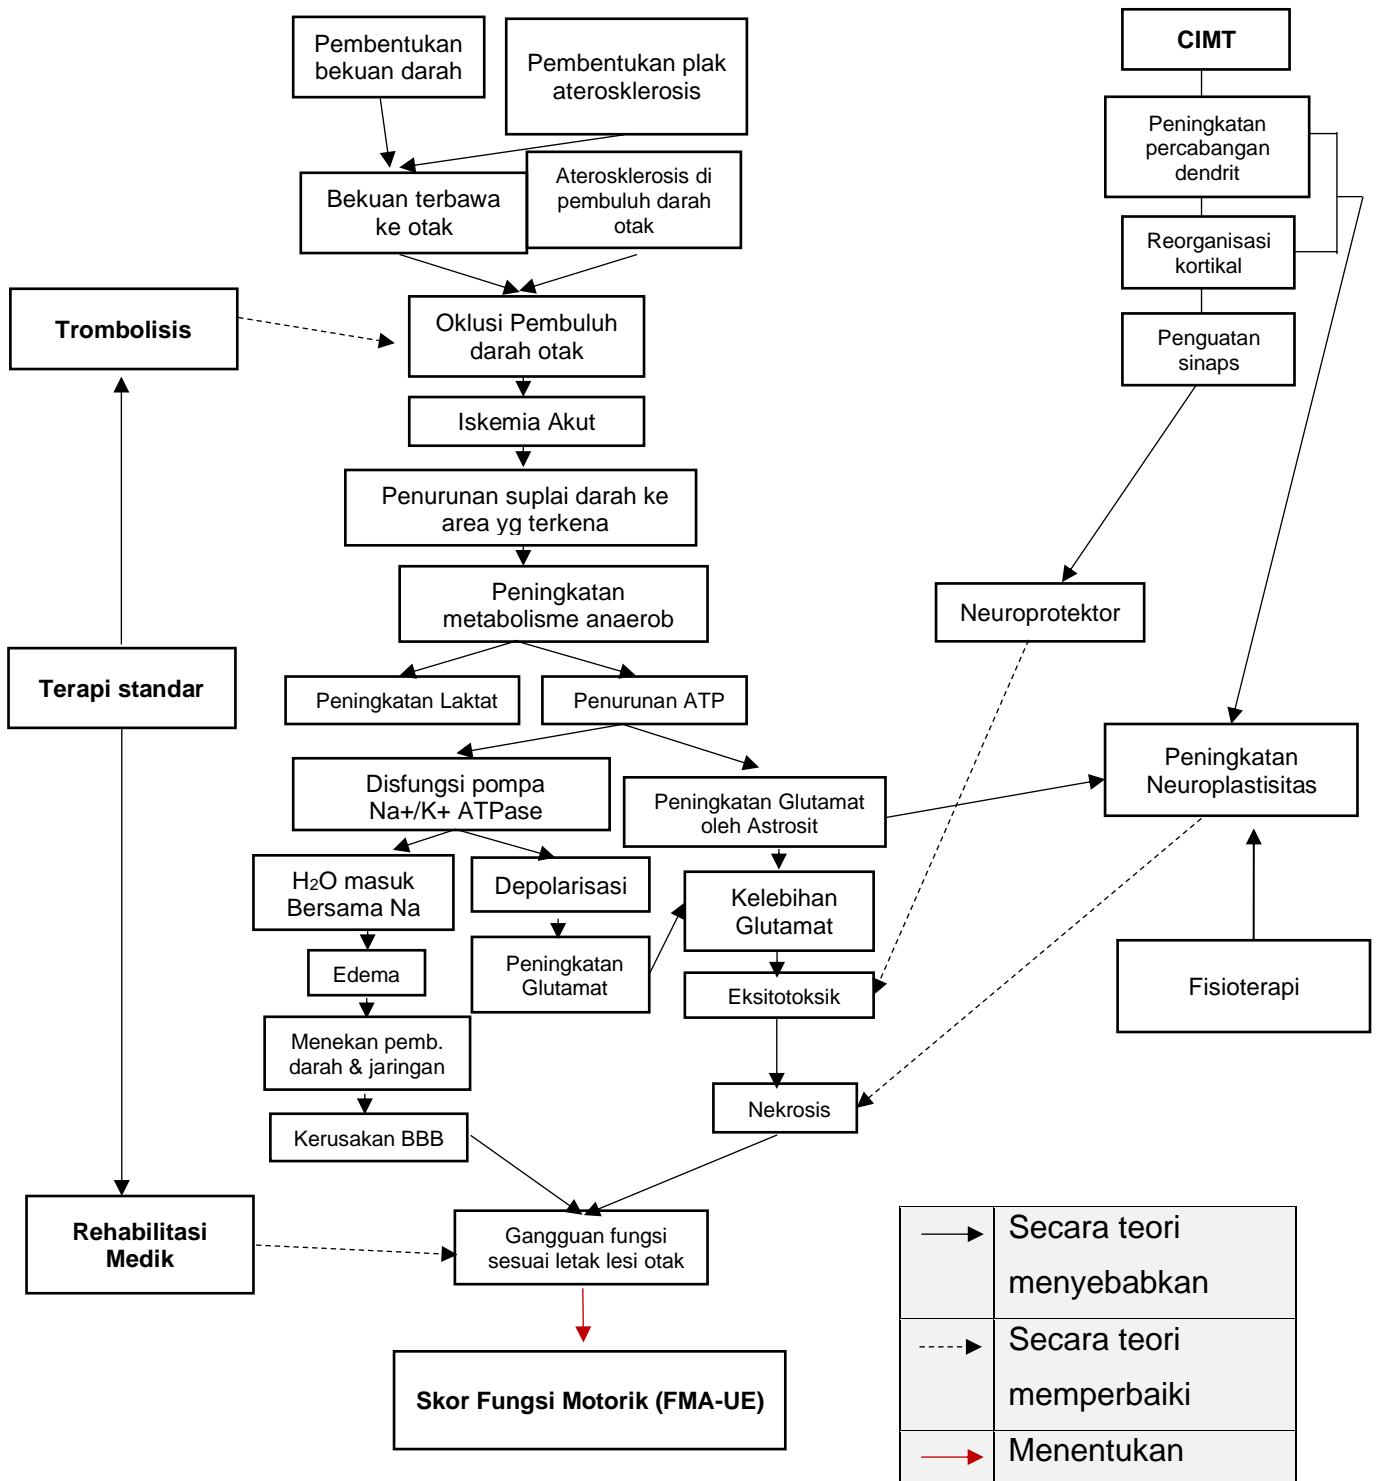 Pembentukan
bekuan darah
Pembentukan plak
aterosklerosis
CIMT
Peningkatan
percabangan
dendrit
Bekuan terbawa
ke otak
Aterosklerosis di
pembuluh darah
otak
Reorganisasi
kortikal
Trombolisis
Oklusi Pembuluh
darah otak
Penguatan
sinaps
Iskemia Akut
Penurunan suplai darah ke
area yg terkena
Peningkatan
metabolisme anaerob
Neuroprotektor
Terapi standar
Peningkatan Laktat
Penurunan ATP
Disfungsi pompa
Na+/K+ ATPase
Peningkatan Glutamat
oleh Astrosit
Peningkatan
Neuroplastisitas
H2O masuk
Bersama Na
Depolarisasi
Kelebihan
Glutamat
Edema
Peningkatan
Glutamat
Eksitotoksik
Fisioterapi
Menekan pemb.
darah & jaringan
Nekrosis
Kerusakan BBB
Rehabilitasi
Medik
Gangguan fungsi
sesuai letak lesi otak
Skor Fungsi Motorik (FMA-UE)
Secara teori
menyebabkan
Secara teori
memperbaiki
Menentukan